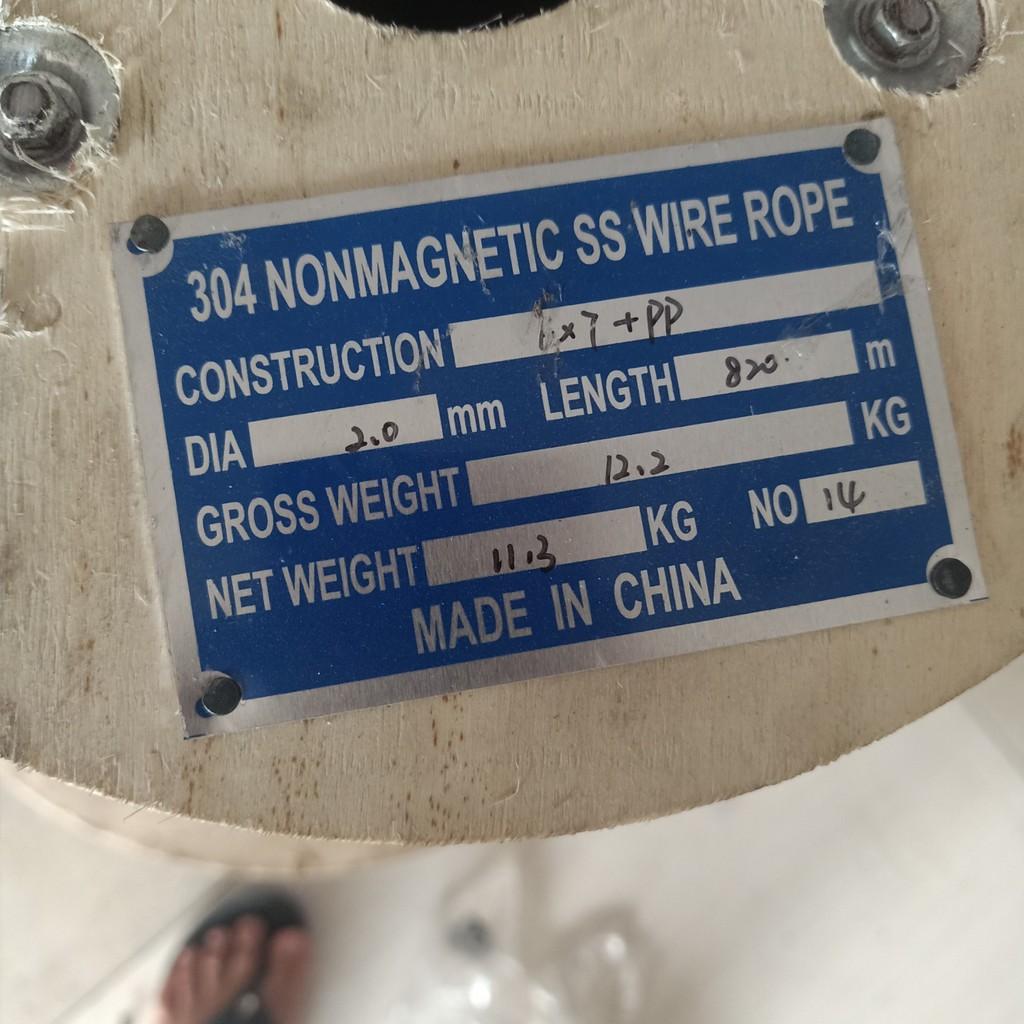 304 NONMAGNETIC SS WIRE ROPE
CONSTRUCTION 6×7+PP
DIA 2.0 mm LENGTH 820 m
GROSS WEIGHT 12.2 KG
NET WEIGHT 11.3 KG NO 14
MADE IN CHINA